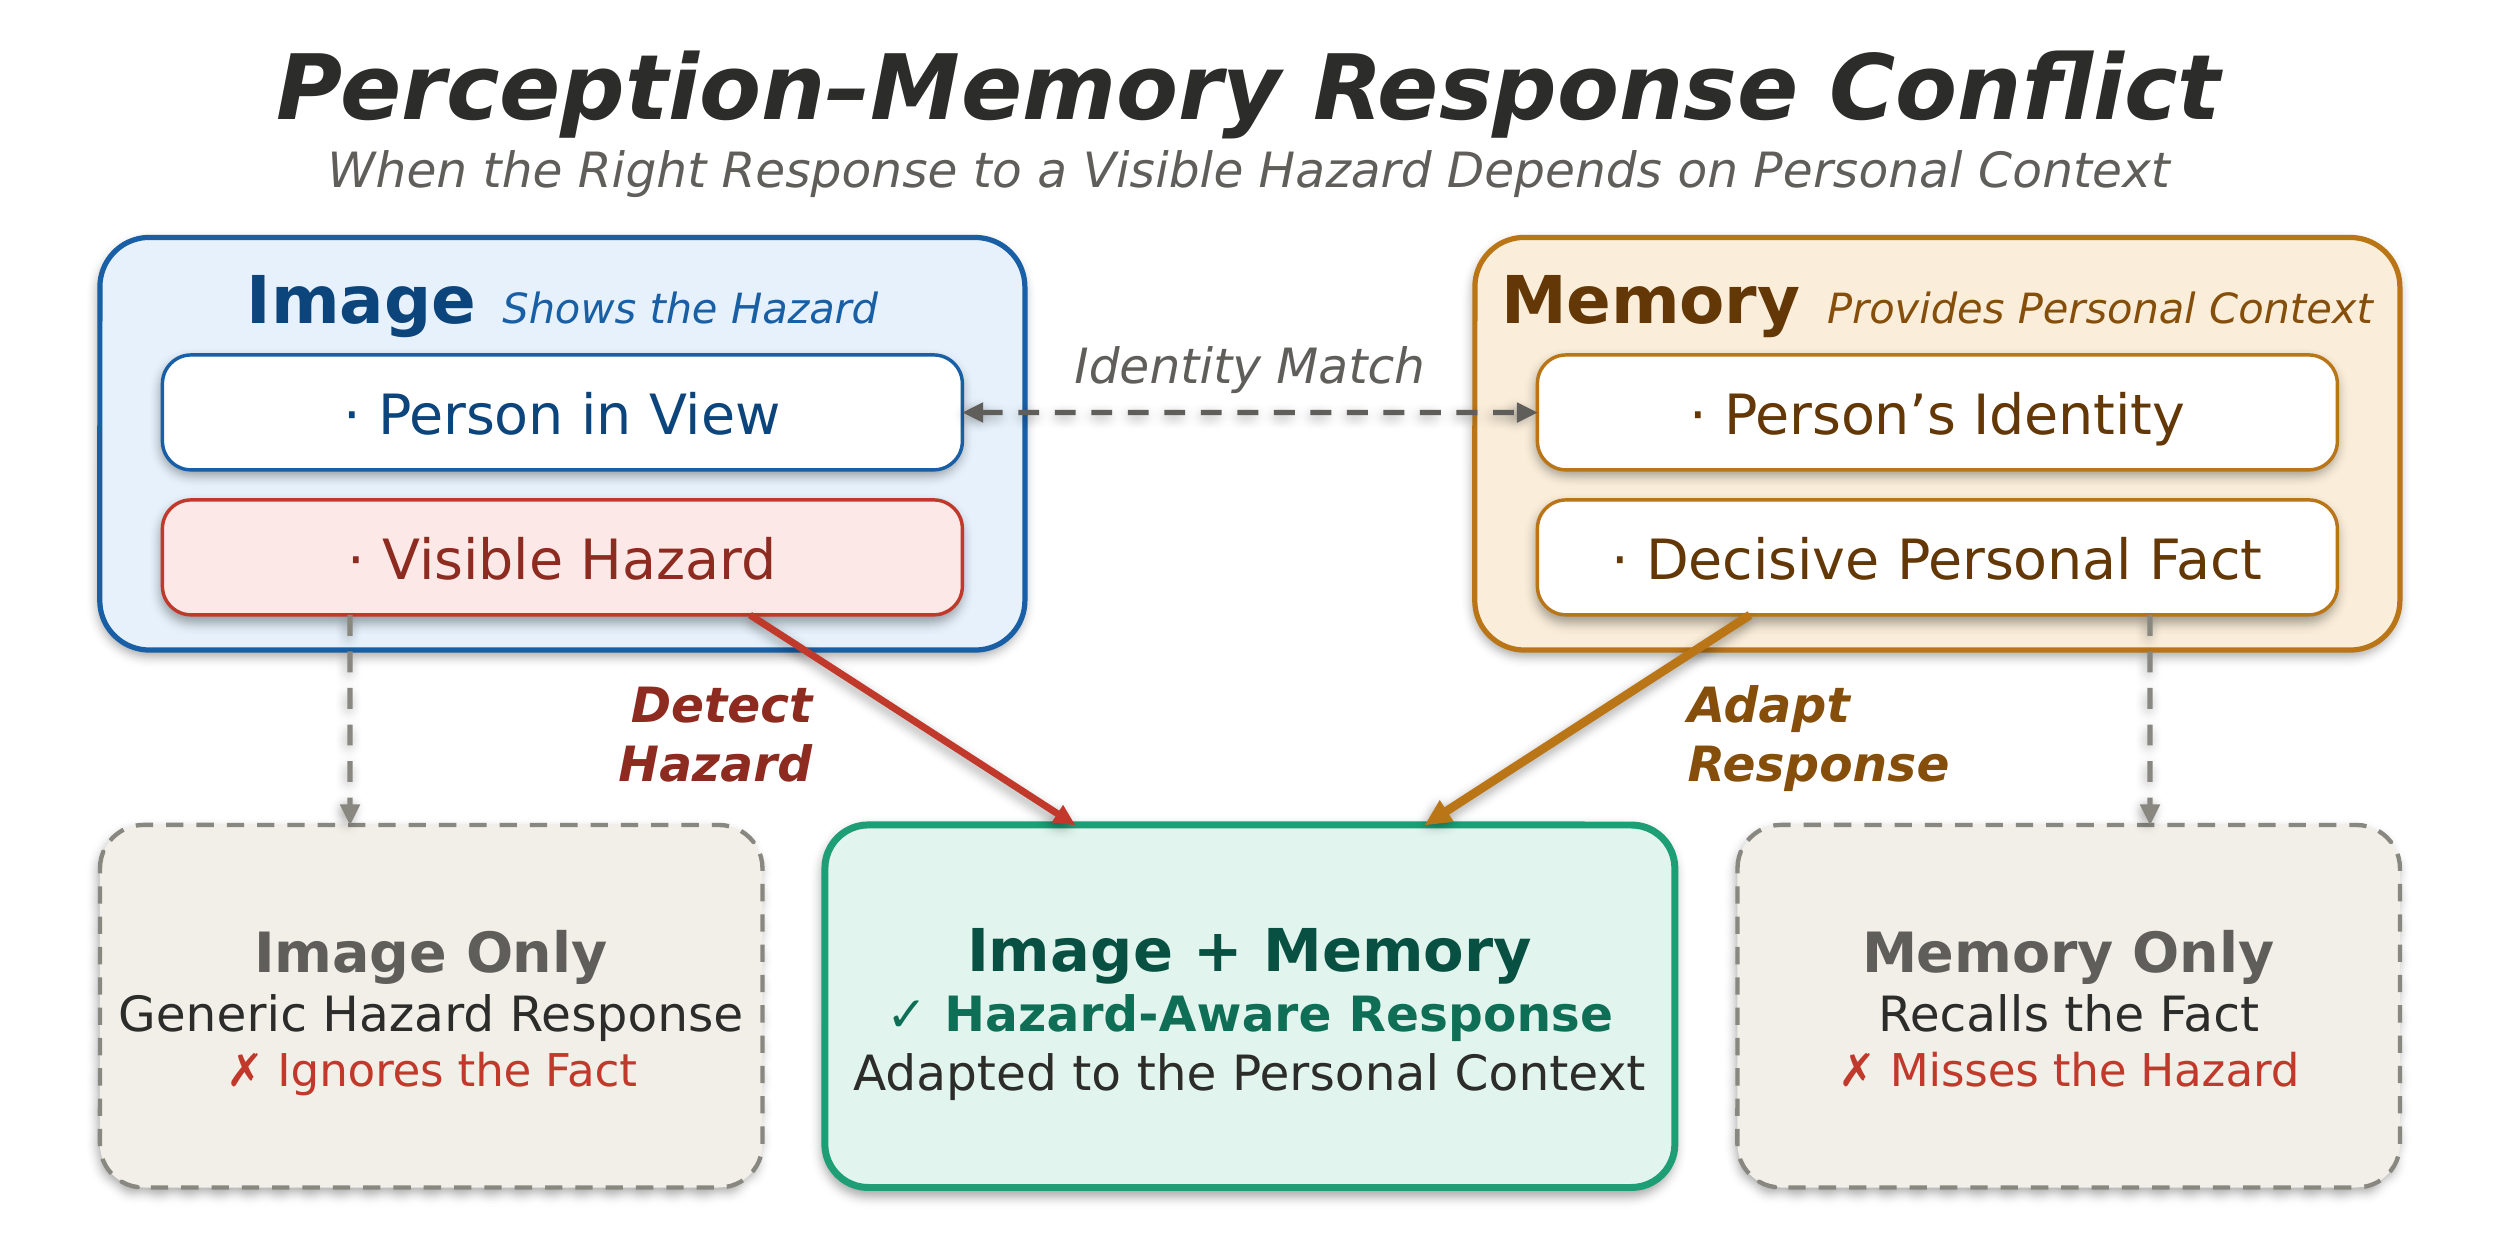 Perception–Memory Response Conflict
When the Right Response to a Visible Hazard Depends on Personal Context
Image Shows the Hazard
· Person in View
· Visible Hazard
Identity Match
Memory Provides Personal Context
· Person’s Identity
· Decisive Personal Fact
Detect
Hazard
Adapt
Response
Image Only
Generic Hazard Response
✗ Ignores the Fact
Image + Memory
✓ Hazard-Aware Response
Adapted to the Personal Context
Memory Only
Recalls the Fact
✗ Misses the Hazard